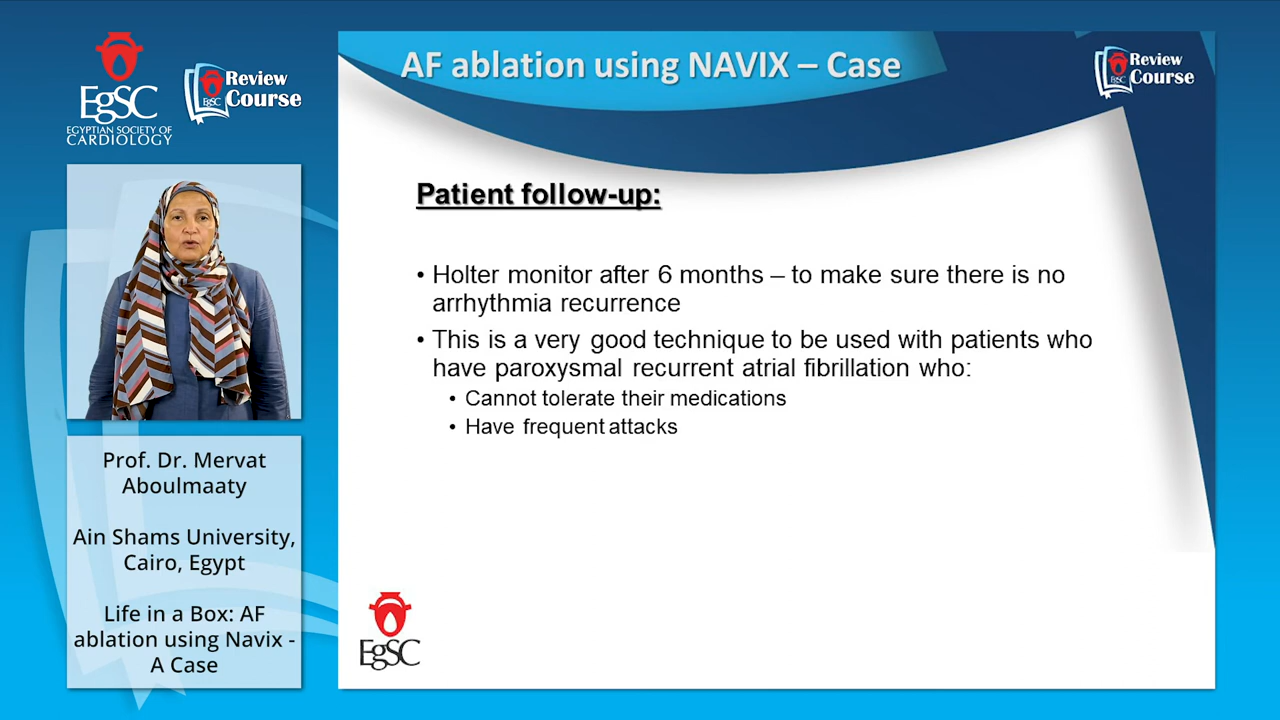 EgSC
EGYPTIAN SOCIETY OF
CARDIOLOGY
EgSC
Review
Course
AF ablation using NAVIX – Case
EgSC
Review
Course
Patient follow-up:
• Holter monitor after 6 months – to make sure there is no
arrhythmia recurrence
• This is a very good technique to be used with patients who
have paroxysmal recurrent atrial fibrillation who:
• Cannot tolerate their medications
• Have frequent attacks
Prof. Dr. Mervat
Aboulmaaty
Ain Shams University,
Cairo, Egypt
Life in a Box: AF
ablation using Navix -
A Case
EgSC